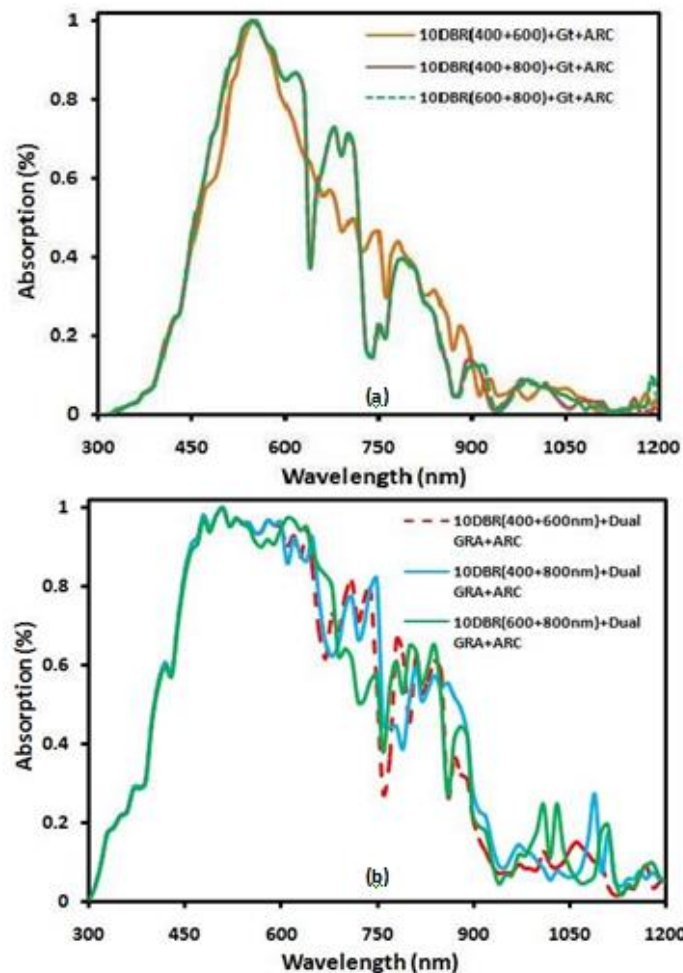 1
0.8
0.6
0.4
0.2
0
Absorption (%)
10DBR(400+600)+Gt+ARC
10DBR(400+800)+Gt+ARC
10DBR(600+800)+Gt+ARC
(a)
300 450 600 750 900 1050 1200
Wavelength (nm)
1
0.8
0.6
0.4
0.2
0
Absorption (%)
10DBR(400+600nm)+Dual
GRA+ARC
10DBR(400+800nm)+Dual
GRA+ARC
10DBR(600+800nm)+Dual
GRA+ARC
(b)
300 450 600 750 900 1050 1200
Wavelength (nm)